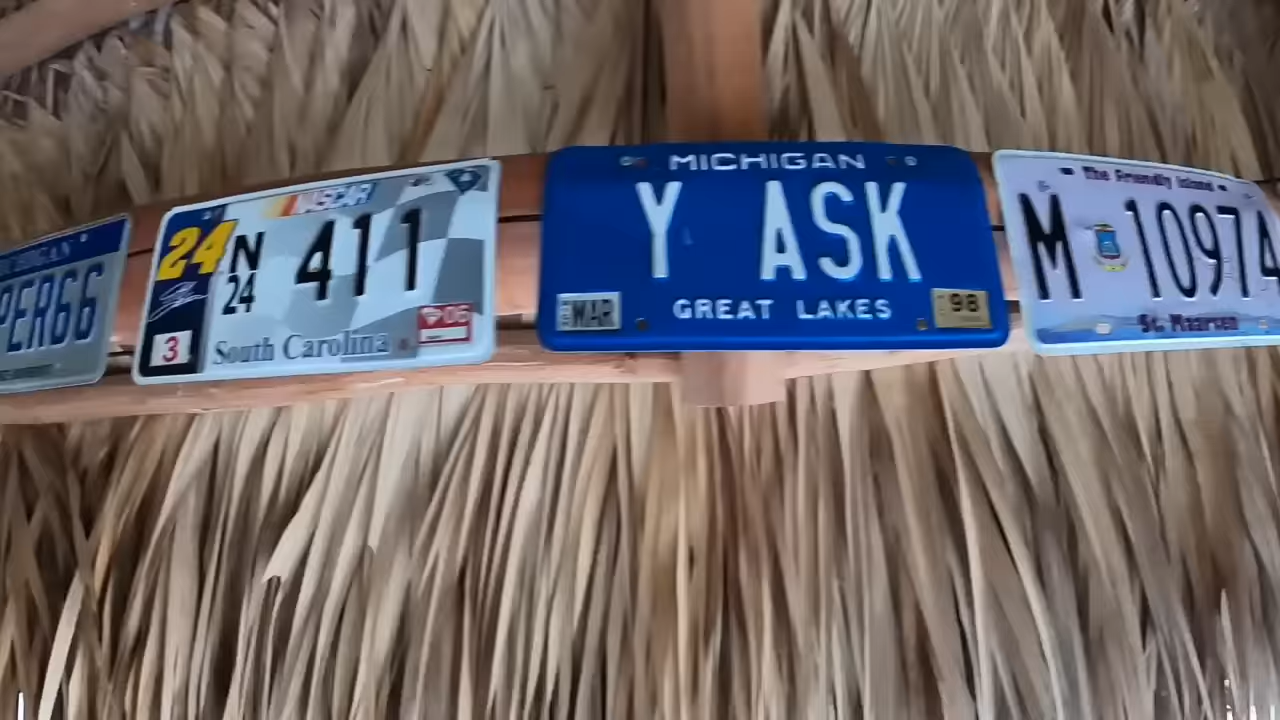 PER66
NASCAR
24
N
24
411
3
06
South Carolina
MICHIGAN
Y ASK
MAR
GREAT LAKES
98
The Friendly Island
M 10974
St. Maarten